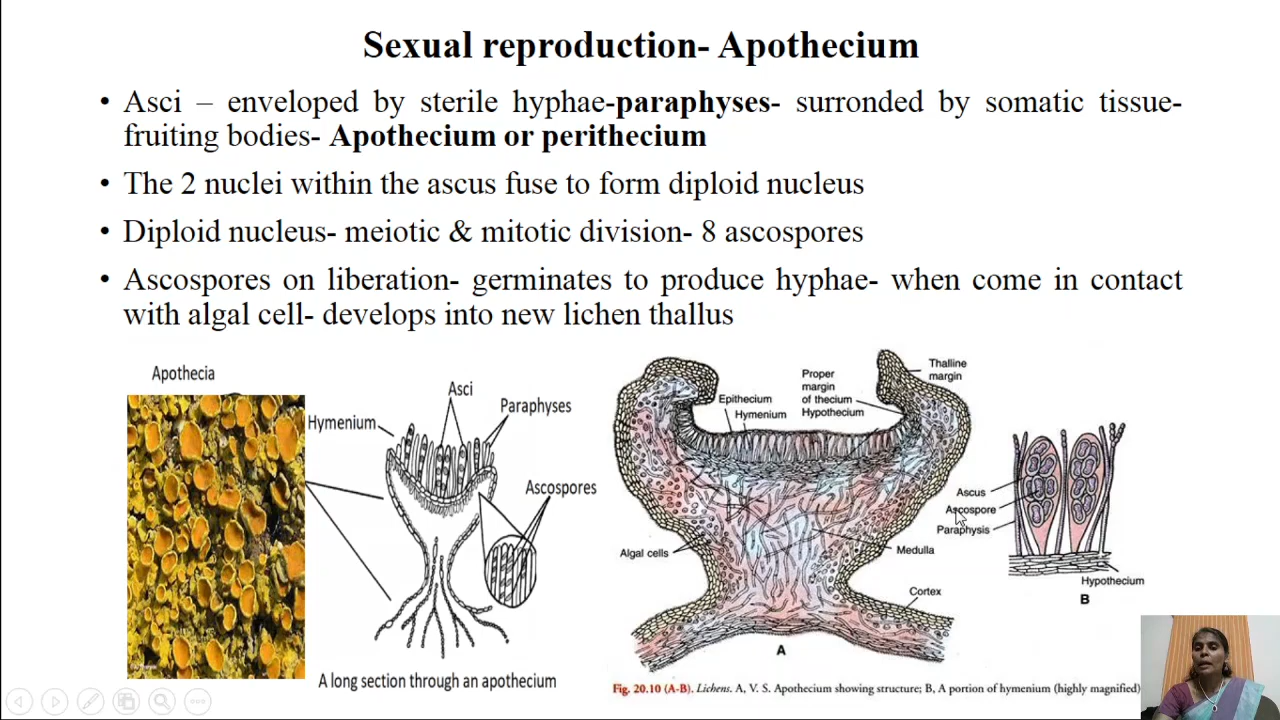 Sexual reproduction- Apothecium
• Asci – enveloped by sterile hyphae-paraphyses- surronded by somatic tissue-
fruiting bodies- Apothecium or perithecium
• The 2 nuclei within the ascus fuse to form diploid nucleus
• Diploid nucleus- meiotic & mitotic division- 8 ascospores
• Ascospores on liberation- germinates to produce hyphae- when come in contact
with algal cell- develops into new lichen thallus
Apothecia
Asci
Paraphyses
Hymenium
Ascospores
A long section through an apothecium
Thalline
margin
Proper
margin
of thecium
Hypothecium
Epithecium
Hymenium
Algal cells
Medulla
Cortex
A
Ascus
Ascospore
Paraphysis
Hypothecium
B
Fig. 20.10 (A-B). Lichens. A, V. S. Apothecium showing structure; B, A portion of hymenium (highly magnified)